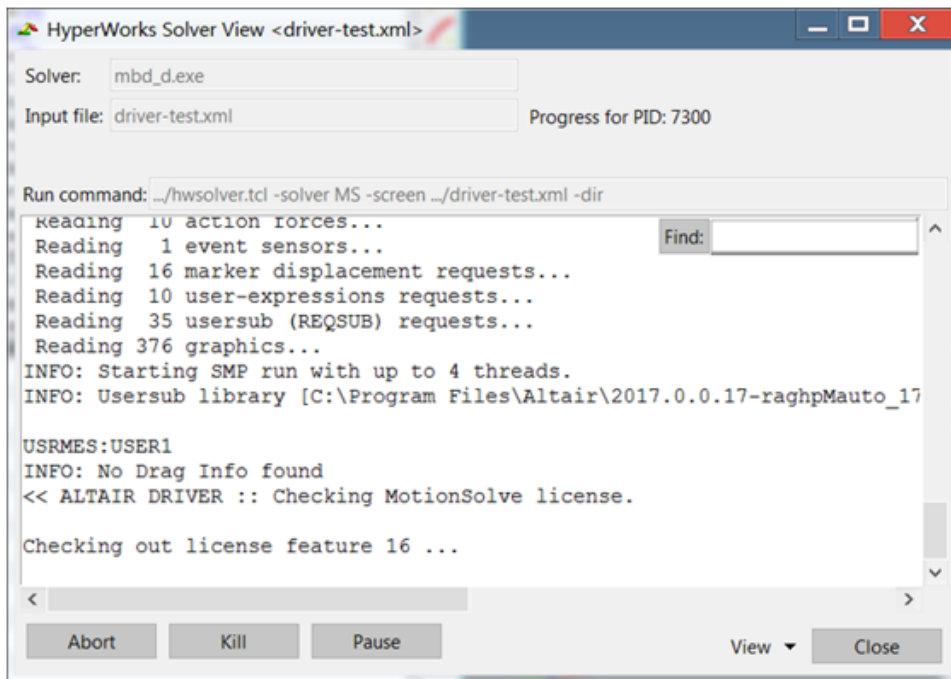 HyperWorks Solver View <driver-test.xml>
Solver: mbd_d.exe
Input file: driver-test.xml Progress for PID: 7300
Run command: .../hwsolver.tcl -solver MS -screen .../driver-test.xml -dir
Reading 10 action forces...
Find:
Reading 1 event sensors...
Reading 16 marker displacement requests...
Reading 10 user-expressions requests...
Reading 35 usersub (REQSUB) requests...
Reading 376 graphics...
INFO: Starting SMP run with up to 4 threads.
INFO: Usersub library [C:\Program Files\Altair\2017.0.0.17-raghpMauto_17
USRMES:USER1
INFO: No Drag Info found
<< ALTAIR DRIVER :: Checking MotionSolve license.
Checking out license feature 16 ...
Abort Kill Pause View Close